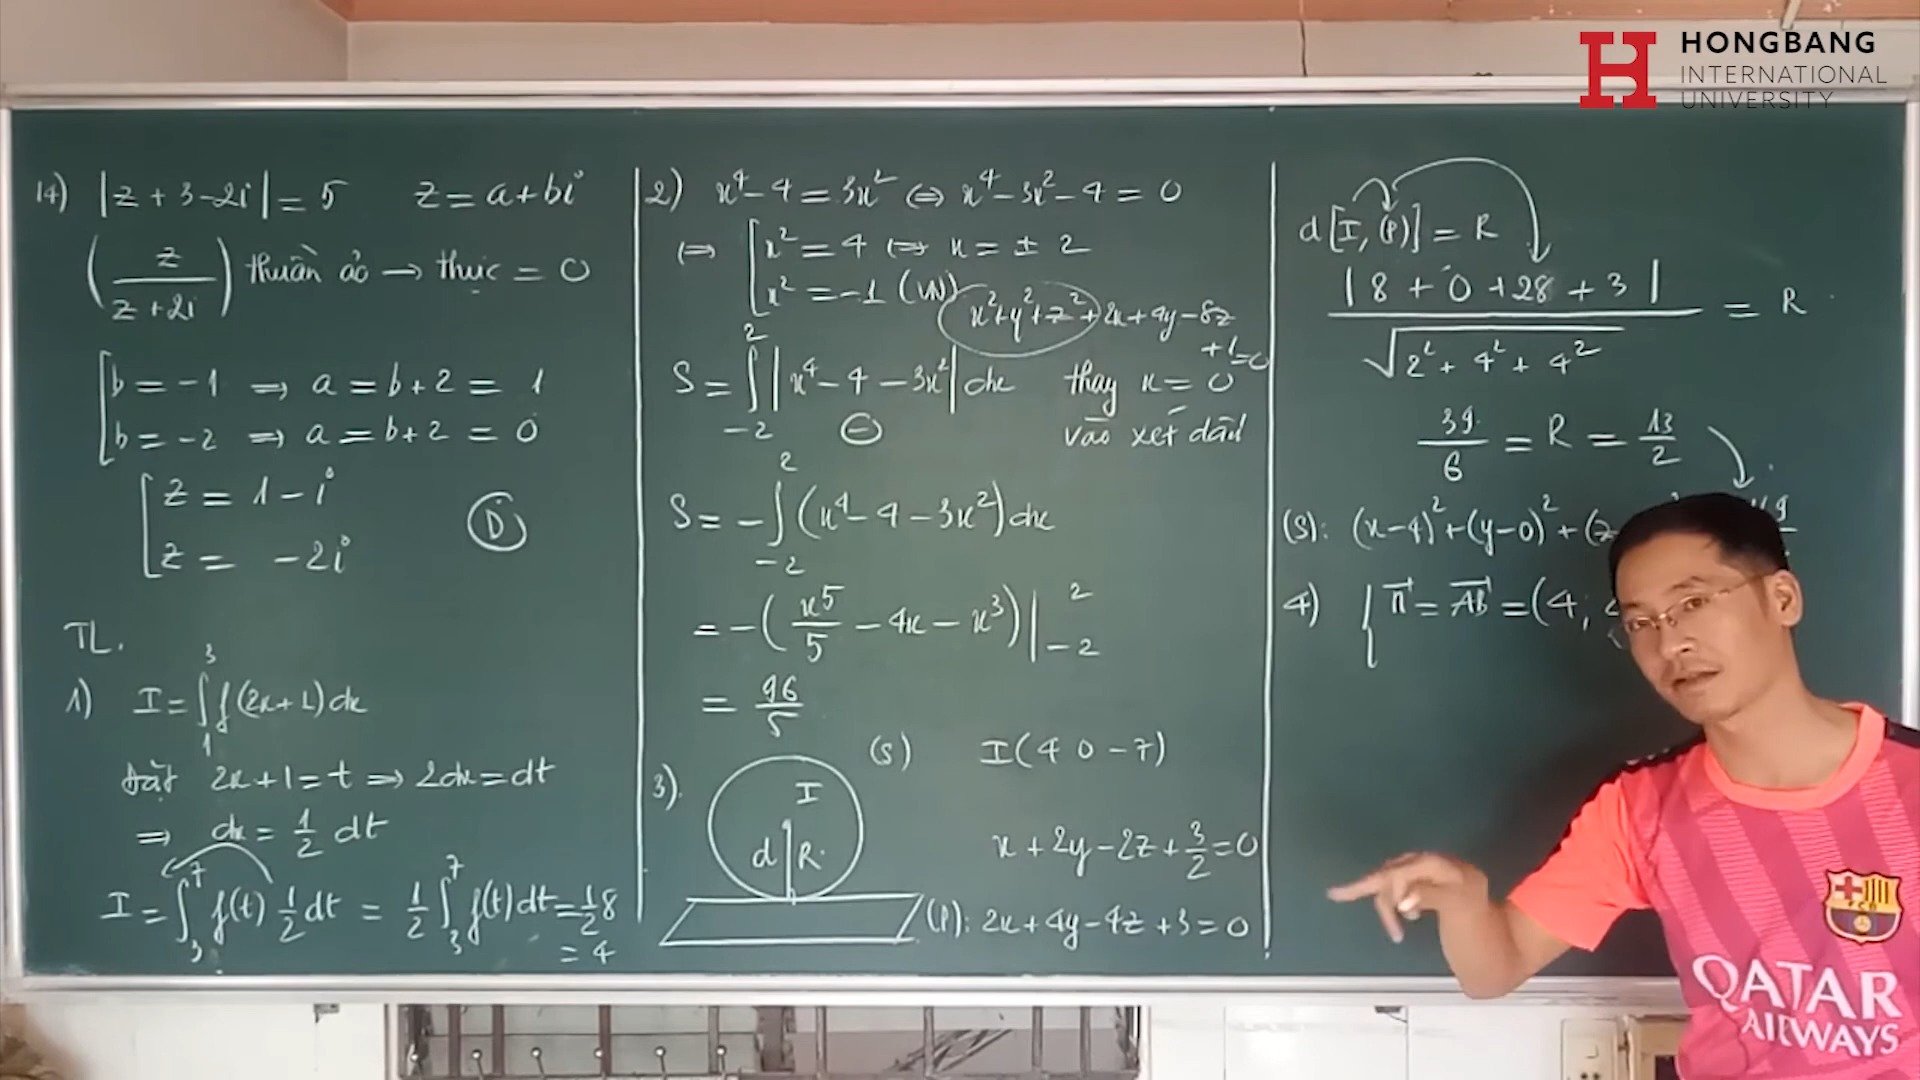 HONGBANG
INTERNATIONAL
UNIVERSITY
14) |z + 3 - 2i| = 5 z = a + bi
(z/(z + 2i)) thuần ảo → thực = 0
[b = -1 ⇒ a = b + 2 = 1
[b = -2 ⇒ a = b + 2 = 0
[z = 1 - i
[z = -2i
D
TL.
1) I = ∫₁³ f(2x+1)dx
Đặt 2x + 1 = t ⇒ 2dx = dt
⇒ dx = 1/2 dt
I = ∫₃⁷ f(t) 1/2 dt = 1/2 ∫₃⁷ f(t)dt = 1/2 8
= 4
2) x⁴ - 4 = 3x² ⇔ x⁴ - 3x² - 4 = 0
⇔ [x² = 4 ⇔ x = ± 2
[x² = -1 (VN)
x² + y² + z² + 2x + 4y - 8z
+1 = 0
S = ∫₋₂² |x⁴ - 4 - 3x²| dx thay x = 0
⊖ vào xét dấu
S = -∫₋₂² (x⁴ - 4 - 3x²)dx
= -(x⁵/5 - 4x - x³)|₋₂²
= 96/5
3). (S) I(4 0 -7)
I
d R
x + 2y - 2z + 3/2 = 0
(P): 2x + 4y - 4z + 3 = 0
d[I, (P)] = R
|8 + 0 + 28 + 3| / √(2² + 4² + 4²) = R
39/6 = R = 13/2
(S): (x-4)² + (y-0)² + (z
4) { n⃗ = AB⃗ = (4;
QATAR
AIRWAYS